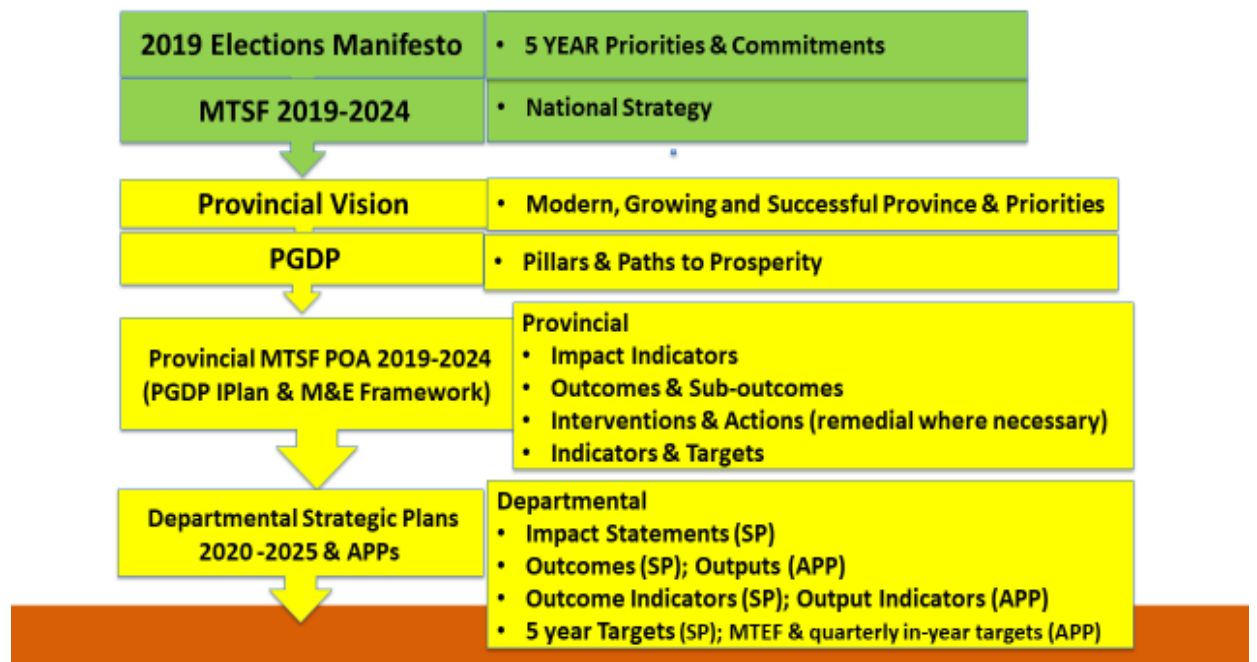 2019 Elections Manifesto
• 5 YEAR Priorities & Commitments
MTSF 2019-2024
• National Strategy
Provincial Vision
• Modern, Growing and Successful Province & Priorities
PGDP
• Pillars & Paths to Prosperity
Provincial MTSF POA 2019-2024
(PGDP IPlan & M&E Framework)
Provincial
• Impact Indicators
• Outcomes & Sub-outcomes
• Interventions & Actions (remedial where necessary)
• Indicators & Targets
Departmental Strategic Plans
2020 -2025 & APPs
Departmental
• Impact Statements (SP)
• Outcomes (SP); Outputs (APP)
• Outcome Indicators (SP); Output Indicators (APP)
• 5 year Targets (SP); MTEF & quarterly in-year targets (APP)